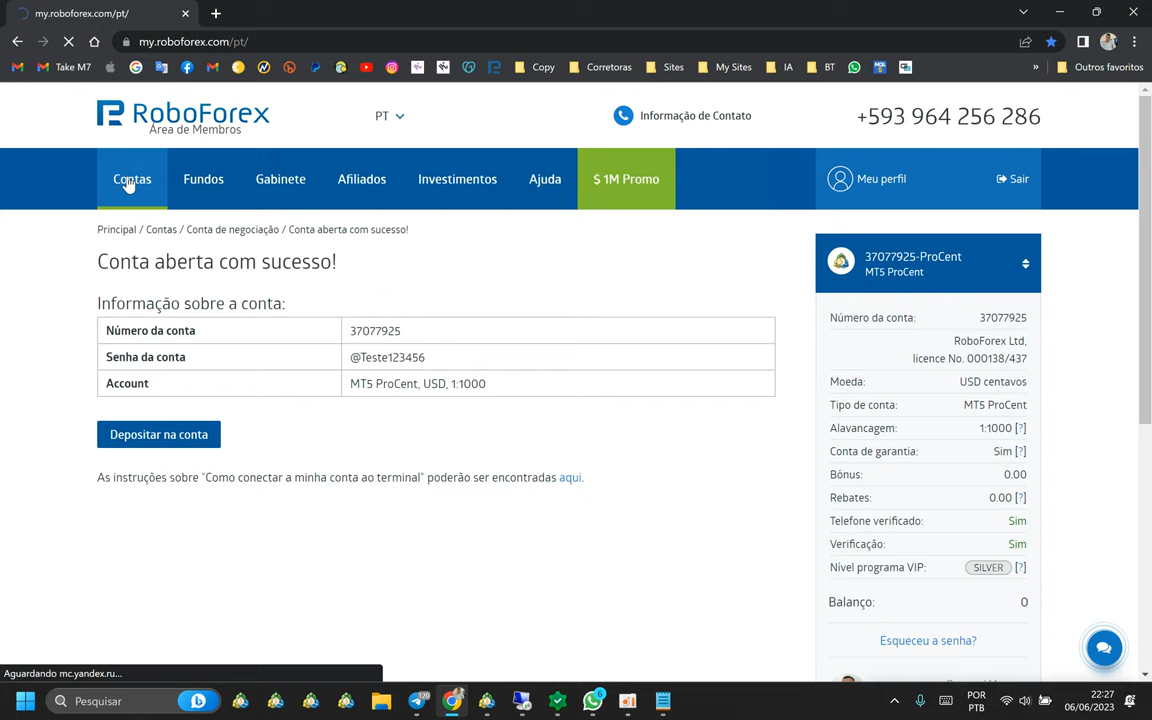 my.roboforex.com/pt/
my.roboforex.com/pt/
Take M7
Copy
Corretoras
Sites
My Sites
IA
BT
»
Outros favoritos
RoboForex
Área de Membros
PT
Informação de Contato
+593 964 256 286
Contas
Fundos
Gabinete
Afiliados
Investimentos
Ajuda
$ 1M Promo
Meu perfil
Sair
Principal / Contas / Conta de negociação / Conta aberta com sucesso!
Conta aberta com sucesso!
Informação sobre a conta:
Número da conta 37077925
Senha da conta @Teste123456
Account MT5 ProCent, USD, 1:1000
Depositar na conta
As instruções sobre "Como conectar a minha conta ao terminal" poderão ser encontradas aqui.
37077925-ProCent
MT5 ProCent
Número da conta: 37077925
RoboForex Ltd,
licence No. 000138/437
Moeda: USD centavos
Tipo de conta: MT5 ProCent
Alavancagem: 1:1000 [?]
Conta de garantia: Sim [?]
Bónus: 0.00
Rebates: 0.00 [?]
Telefone verificado: Sim
Verificação: Sim
Nível programa VIP: SILVER [?]
Balanço: 0
Esqueceu a senha?
Aguardando mc.yandex.ru...
Pesquisar
120
6
POR
PTB
22:27
06/06/2023